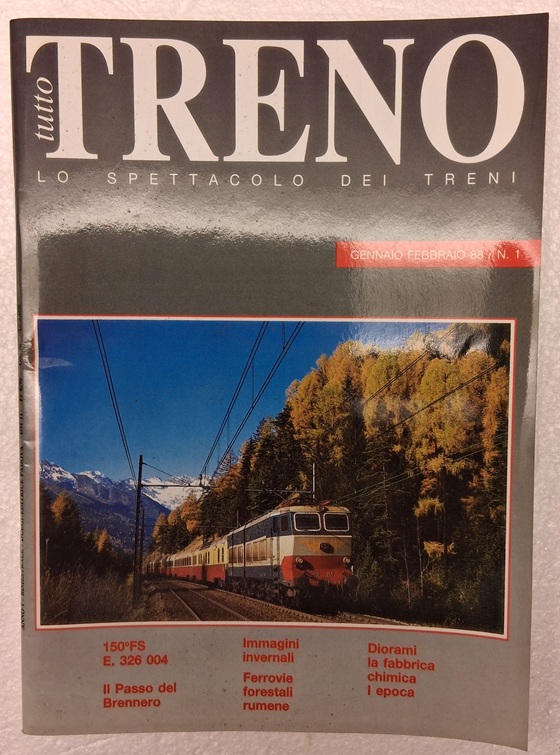 tutto
TRENO
LO SPETTACOLO DEI TRENI
GENNAIO FEBBRAIO 88 / N. 1
150°FS
E. 326 004
Il Passo del
Brennero
Immagini
invernali
Ferrovie
forestali
rumene
Diorami
la fabbrica
chimica
I epoca